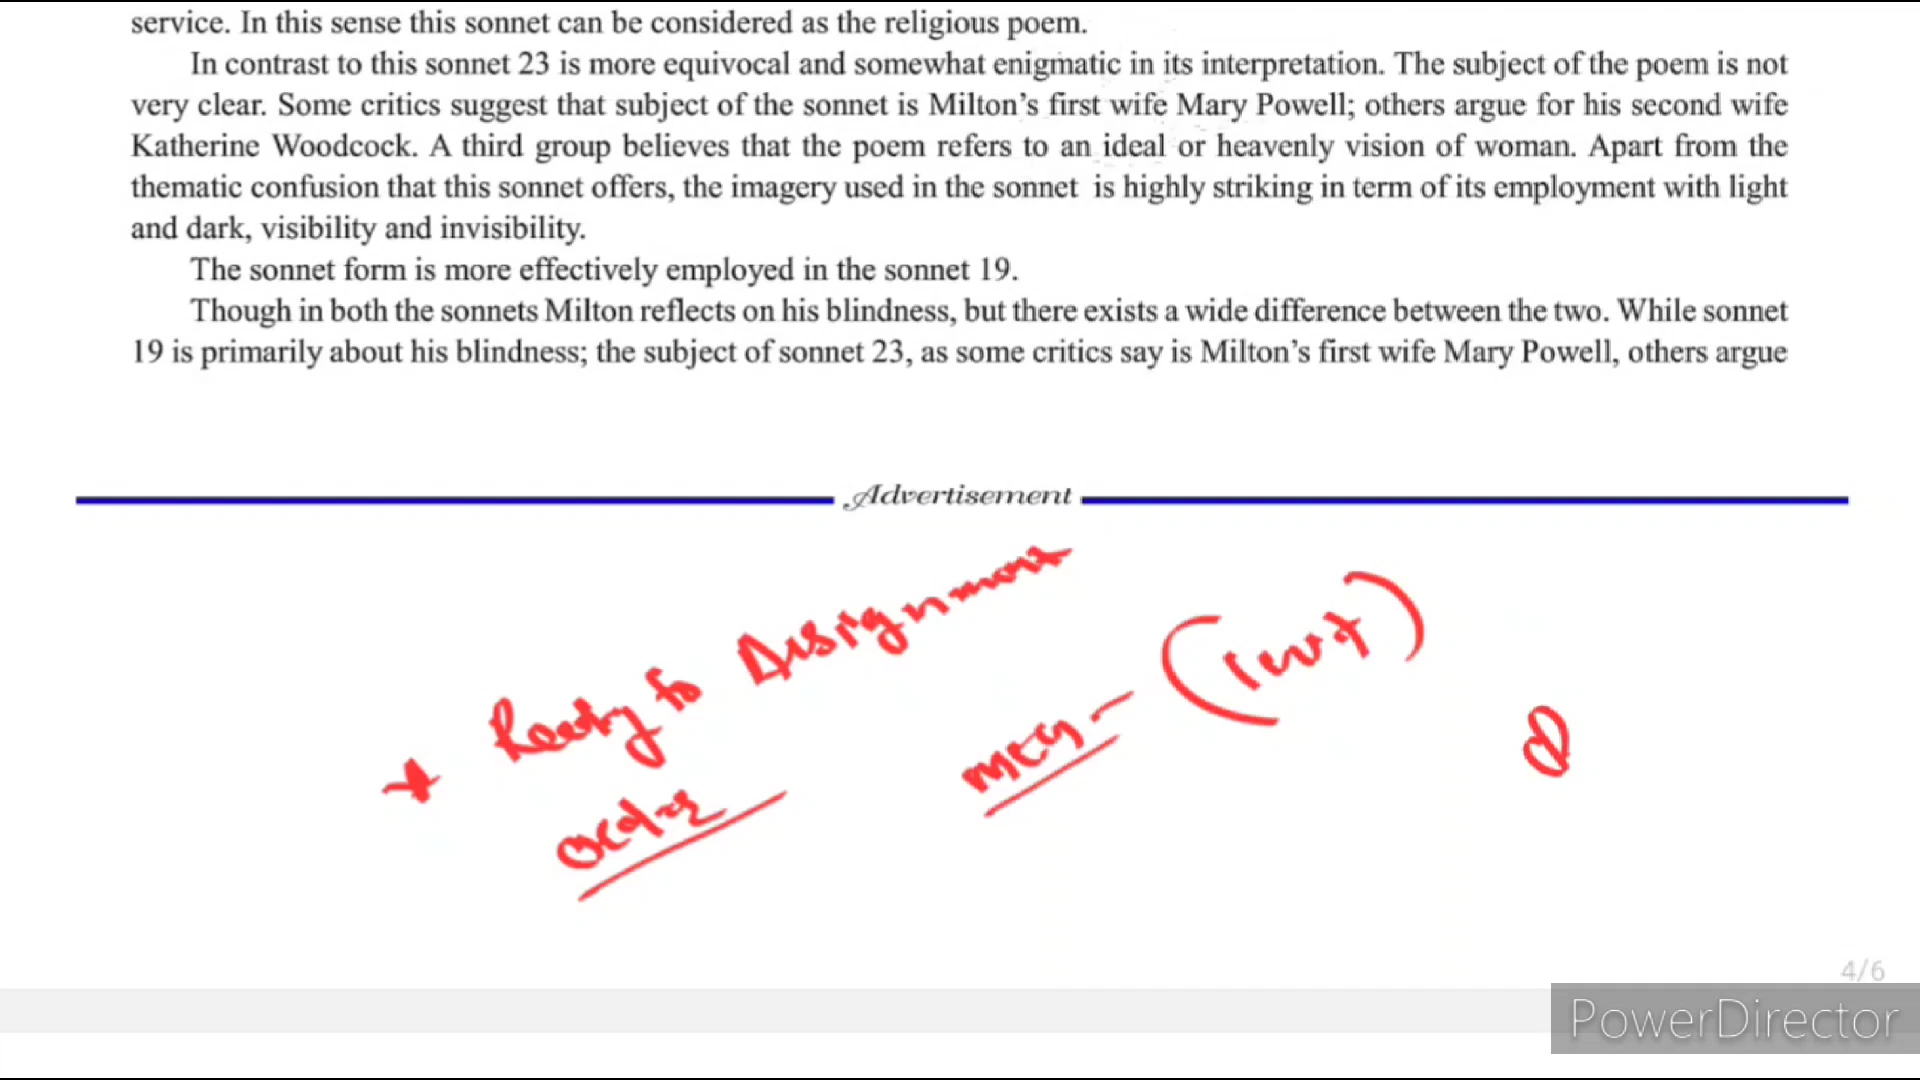 service. In this sense this sonnet can be considered as the religious poem.
In contrast to this sonnet 23 is more equivocal and somewhat enigmatic in its interpretation. The subject of the poem is not
very clear. Some critics suggest that subject of the sonnet is Milton’s first wife Mary Powell; others argue for his second wife
Katherine Woodcock. A third group believes that the poem refers to an ideal or heavenly vision of woman. Apart from the
thematic confusion that this sonnet offers, the imagery used in the sonnet is highly striking in term of its employment with light
and dark, visibility and invisibility.
The sonnet form is more effectively employed in the sonnet 19.
Though in both the sonnets Milton reflects on his blindness, but there exists a wide difference between the two. While sonnet
19 is primarily about his blindness; the subject of sonnet 23, as some critics say is Milton’s first wife Mary Powell, others argue
Advertisement
Ready to Assignment
4/6
PowerDirector